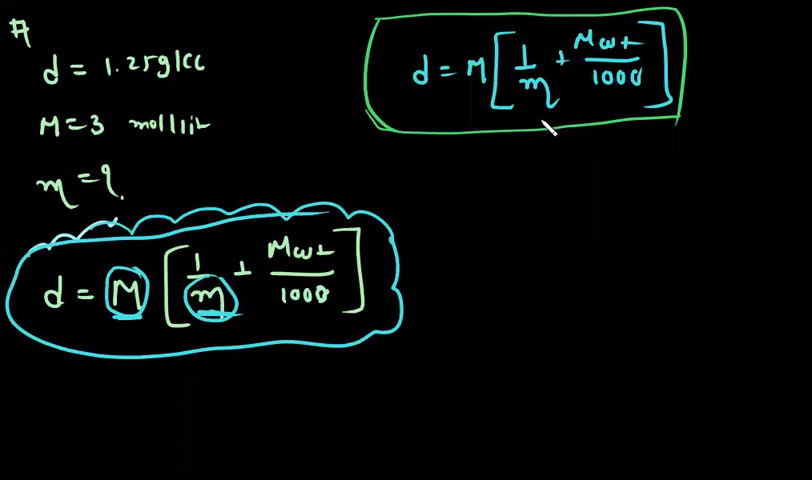 #
d = 1.25g/cc
M=3 mol/lit
m = ?
d = M [ 1/m + Mwt/1000 ]
d = M [ 1/m + Mwt/1000 ]